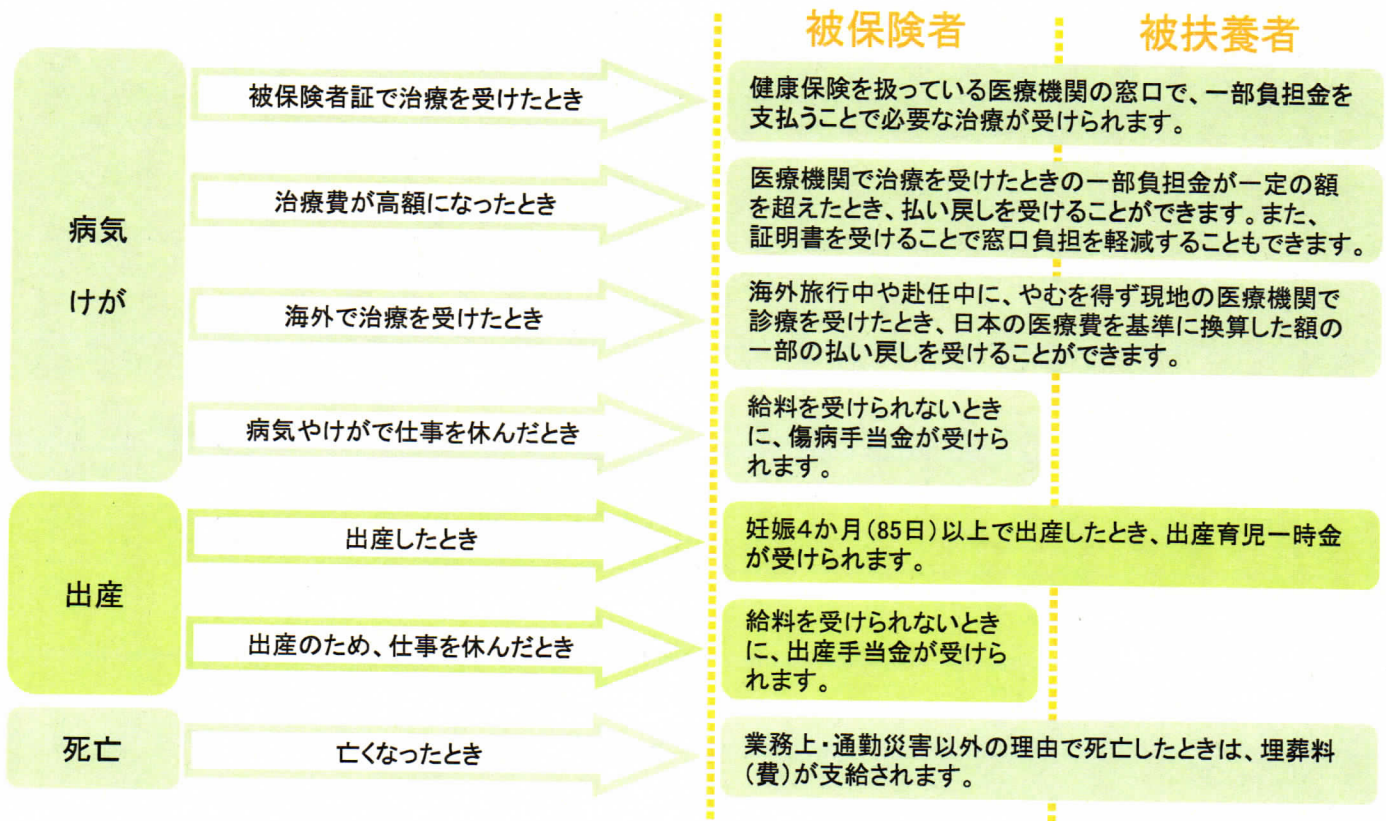 被保険者
被扶養者
病気
けが
被保険者証で治療を受けたとき
健康保険を扱っている医療機関の窓口で、一部負担金を
支払うことで必要な治療が受けられます。
治療費が高額になったとき
医療機関で治療を受けたときの一部負担金が一定の額
を超えたとき、払い戻しを受けることができます。また、
証明書を受けることで窓口負担を軽減することもできます。
海外で治療を受けたとき
海外旅行中や赴任中に、やむを得ず現地の医療機関で
診療を受けたとき、日本の医療費を基準に換算した額の
一部の払い戻しを受けることができます。
病気やけがで仕事を休んだとき
給料を受けられないとき
に、傷病手当金が受けら
れます。
出産
出産したとき
妊娠4か月(85日)以上で出産したとき、出産育児一時金
が受けられます。
出産のため、仕事を休んだとき
給料を受けられないとき
に、出産手当金が受けら
れます。
死亡
亡くなったとき
業務上・通勤災害以外の理由で死亡したときは、埋葬料
(費)が支給されます。